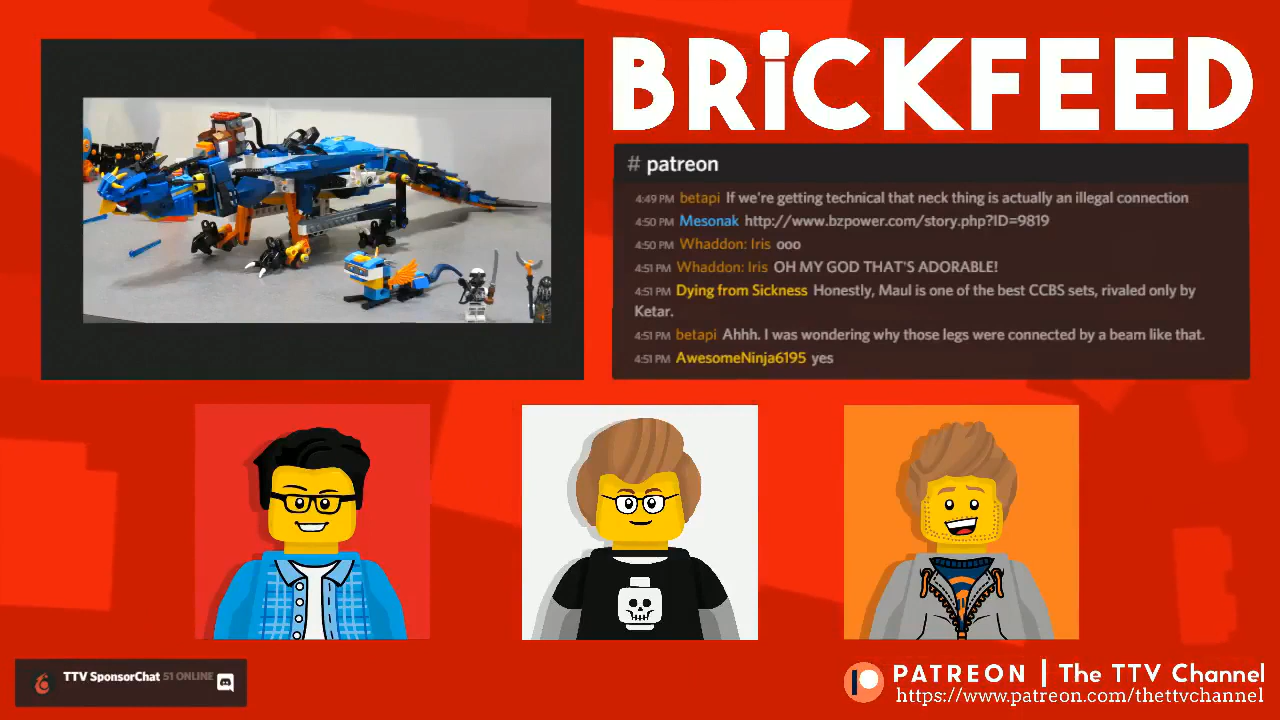 BRiCKFEED
# patreon
4:49 PM betapi If we're getting technical that neck thing is actually an illegal connection
4:50 PM Mesonak http://www.bzpower.com/story.php?ID=9819
4:50 PM Whaddon: Iris ooo
4:51 PM Whaddon: Iris OH MY GOD THAT'S ADORABLE!
4:51 PM Dying from Sickness Honestly, Maul is one of the best CCBS sets, rivaled only by
Ketar.
4:51 PM betapi Ahhh. I was wondering why those legs were connected by a beam like that.
4:51 PM AwesomeNinja6195 yes
TTV SponsorChat 51 ONLINE
PATREON | The TTV Channel
https://www.patreon.com/thettvchannel